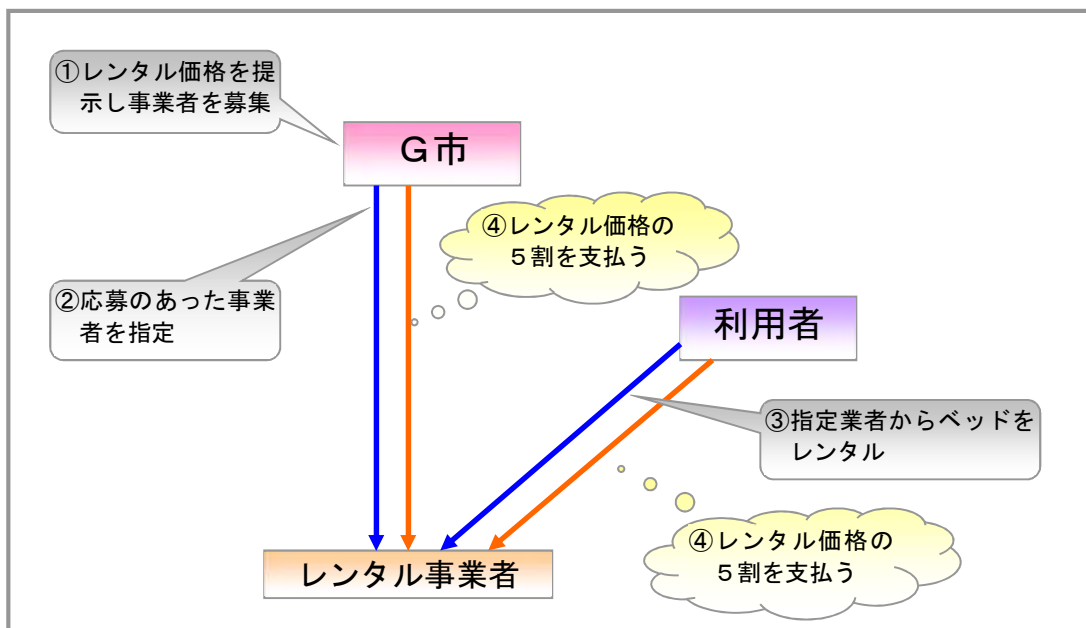 ①レンタル価格を提
示し事業者を募集
G市
④レンタル価格の
５割を支払う
②応募のあった事業
者を指定
利用者
③指定業者からベッドを
レンタル
④レンタル価格の
５割を支払う
レンタル事業者